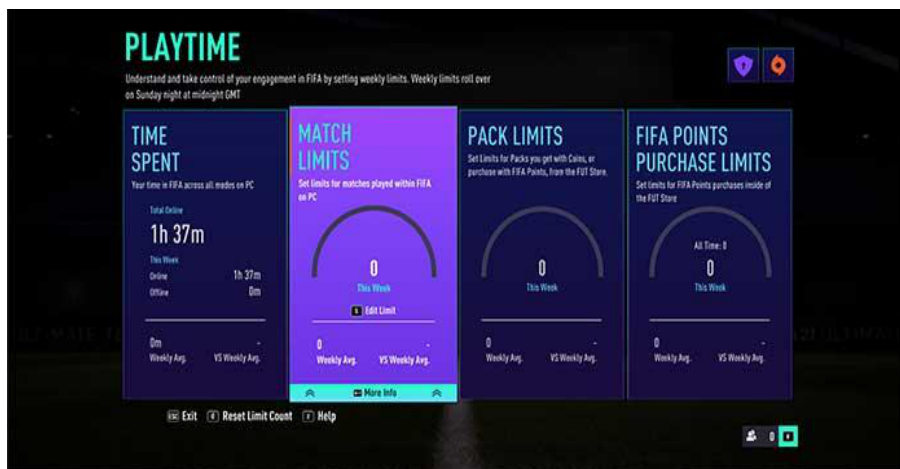 PLAYTIME
Understand and take control of your engagement in FIFA by setting weekly limits. Weekly limits roll over
on Sunday night at midnight GMT
TIME
SPENT
Your time in FIFA across all modes on PC
Total Online
1h 37m
This Week
Online 1h 37m
Offline 0m
0m -
Weekly Avg. VS Weekly Avg.
MATCH
LIMITS
Set limits for matches played within FIFA
on PC
0
This Week
Edit Limit
0 -
Weekly Avg. VS Weekly Avg.
More Info
PACK LIMITS
Set Limits for Packs you get with Coins, or
purchase with FIFA Points, from the FUT Store.
0
This Week
0 -
Weekly Avg. VS Weekly Avg.
FIFA POINTS
PURCHASE LIMITS
Set limits for FIFA Points purchases inside of
the FUT Store
All Time: 0
0
This Week
0 -
Weekly Avg. VS Weekly Avg.
ESC Exit Reset Limit Count Help
0